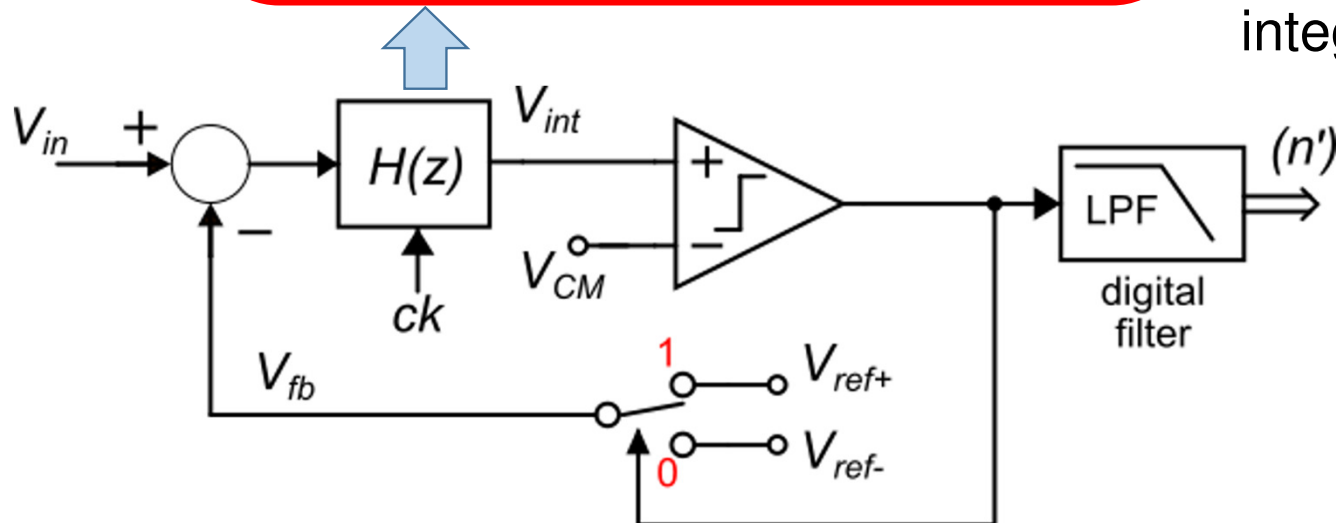 integ
V_in
+
−
H(z)
V_int
ck
+
−
V_CM
LPF
(n')
digital
filter
V_fb
1
V_ref+
0
V_ref-